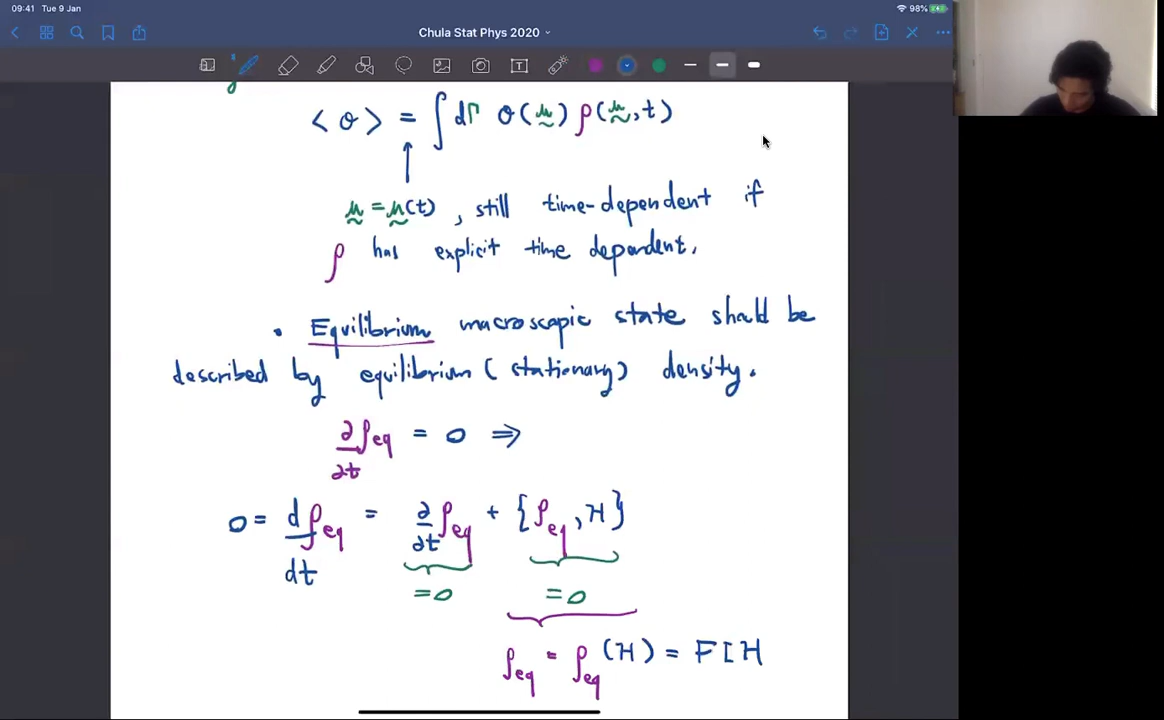 09:41 Tue 9 Jan
98%
Chula Stat Phys 2020
< O > = ∫ dΓ O(μ) ρ(μ, t)
μ = μ(t) , still time-dependent if
ρ has explicit time dependent.
• Equilibrium macroscopic state should be
described by equilibrium (stationary) density.
∂/∂t ρeq = 0 ⇒
0 = d/dt ρeq = ∂/∂t ρeq + {ρeq, H}
= 0 = 0
ρeq = ρeq (H) = F[H